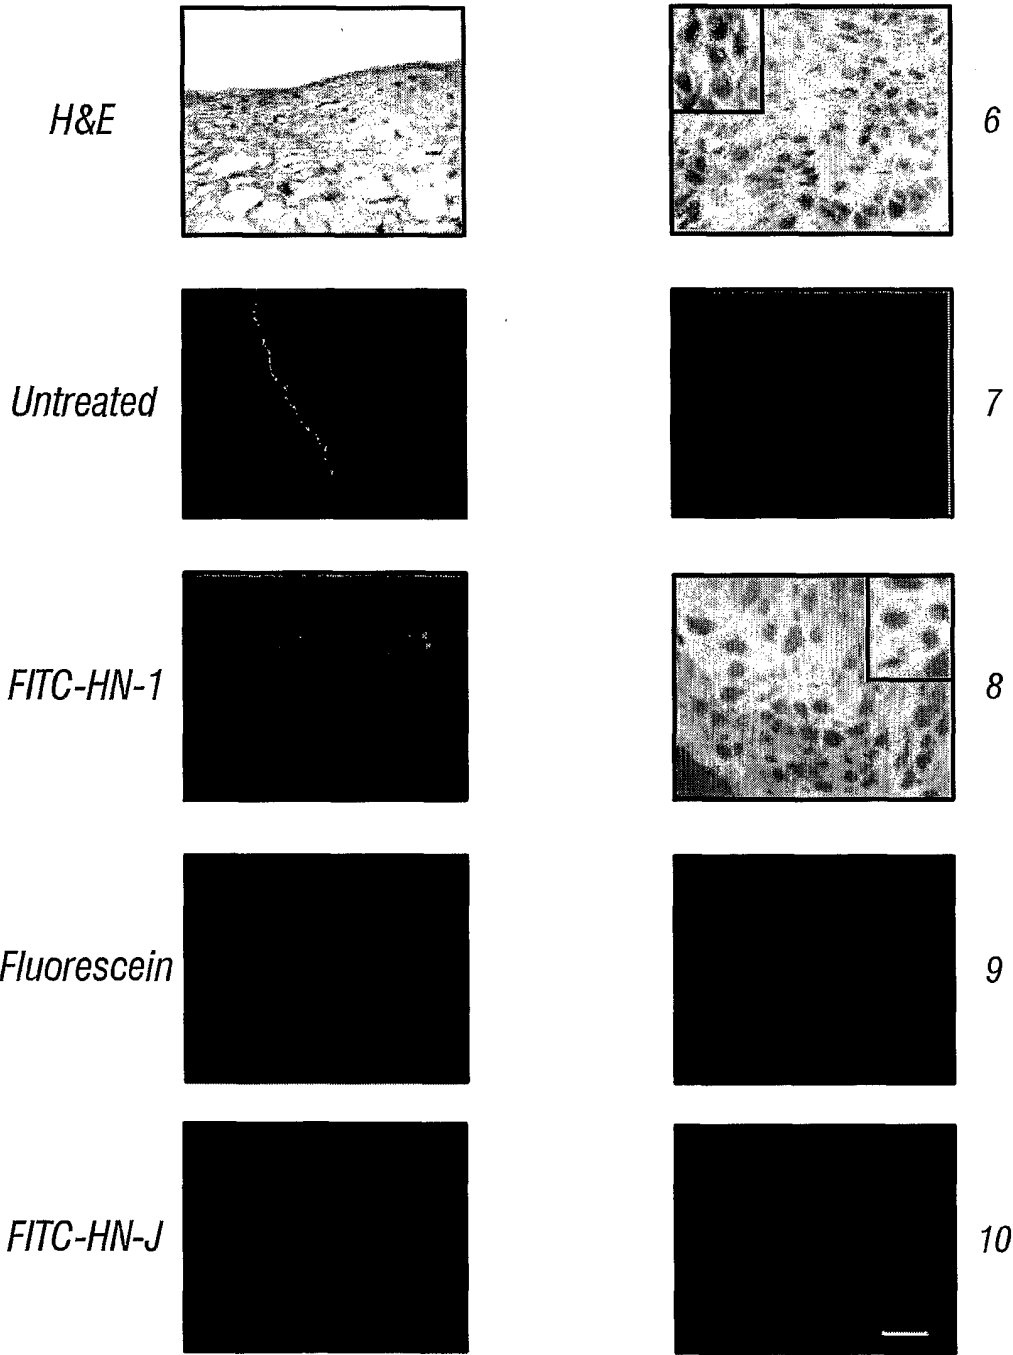 H&E
6
Untreated
7
FITC-HN-1
8
Fluorescein
9
FITC-HN-J
10